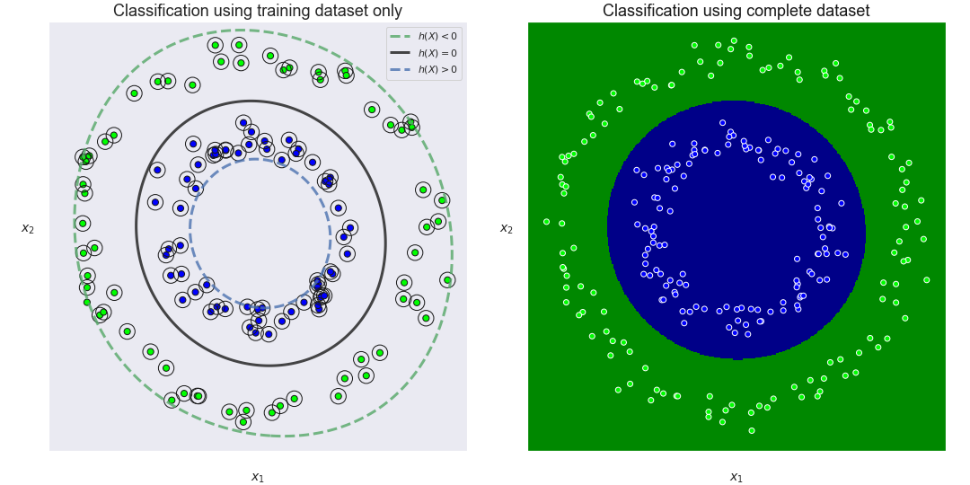 Classification using training dataset only
h(X) < 0
h(X) = 0
h(X) > 0
x₂
x₁
Classification using complete dataset
x₂
x₁